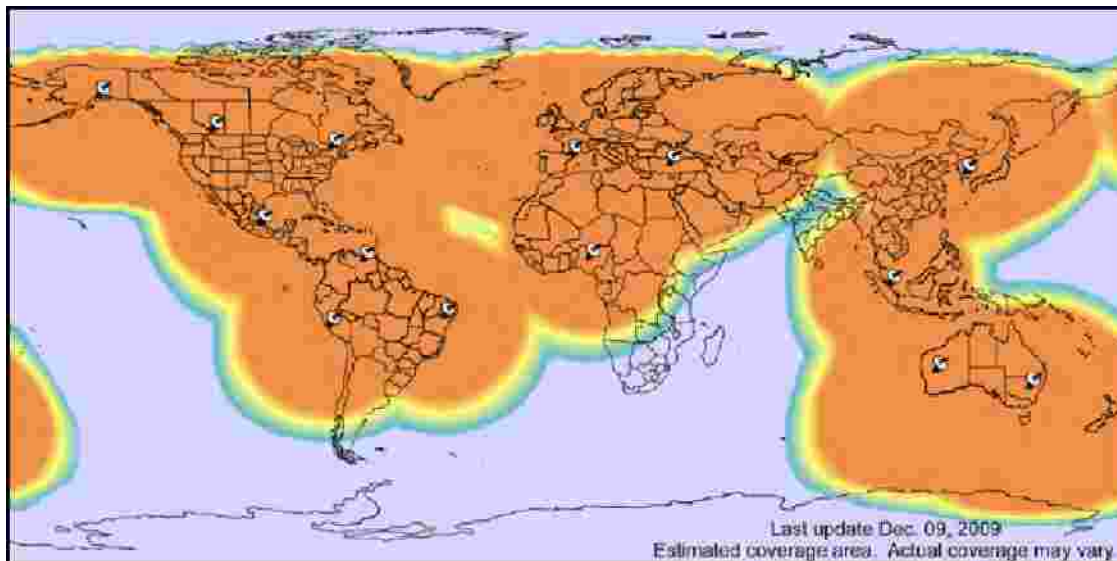 Last update Dec. 09, 2009
Estimated coverage area. Actual coverage may vary.